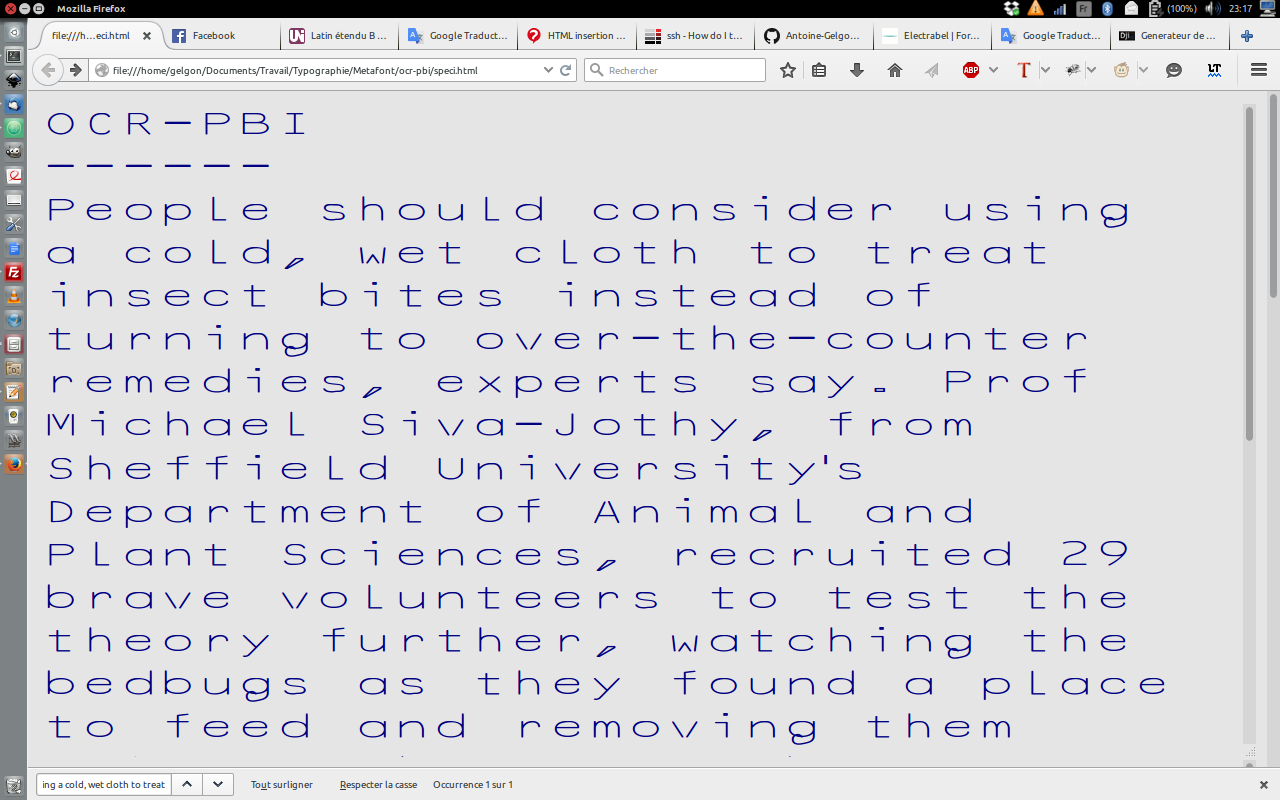 Mozilla Firefox
Fr
(100%)
23:17
file:///h...eci.html
Facebook
Latin étendu B ...
Google Traduct...
HTML insertion ...
ssh - How do I t...
Antoine-Gelgo...
Electrabel | For...
Google Traduct...
Generateur de ...
file:///home/gelgon/Documents/Travail/Typographie/Metafont/ocr-pbi/speci.html
Rechercher
ABP
OCR-PBI
------
People should consider using
a cold, wet cloth to treat
insect bites instead of
turning to over-the-counter
remedies, experts say. Prof
Michael Siva-Jothy, from
Sheffield University's
Department of Animal and
Plant Sciences, recruited 29
brave volunteers to test the
theory further, watching the
bedbugs as they found a place
to feed and removing them
ing a cold, wet cloth to treat
Tout surligner
Respecter la casse
Occurrence 1 sur 1